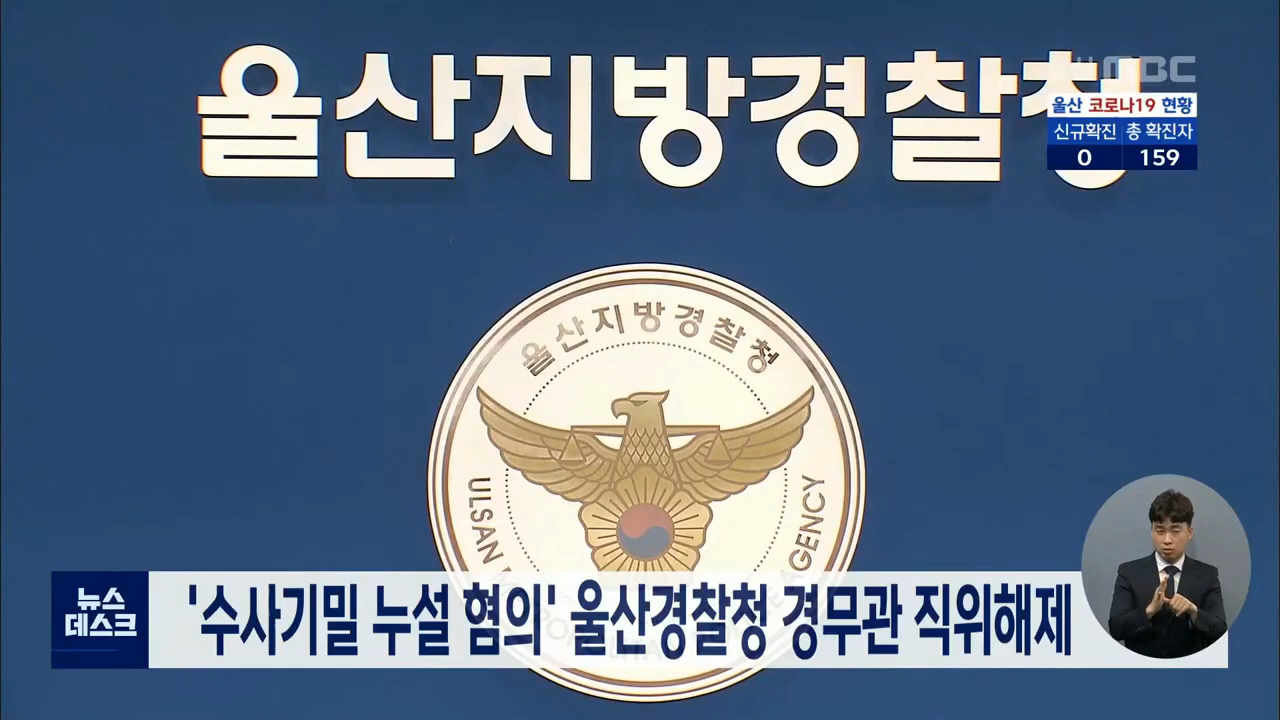 울산지방경찰청
MBC
울산 코로나19 현황
신규확진 총 확진자
0 159
울산지방경찰청
ULSAN
AGENCY
뉴스
데스크
'수사기밀 누설 혐의' 울산경찰청 경무관 직위해제